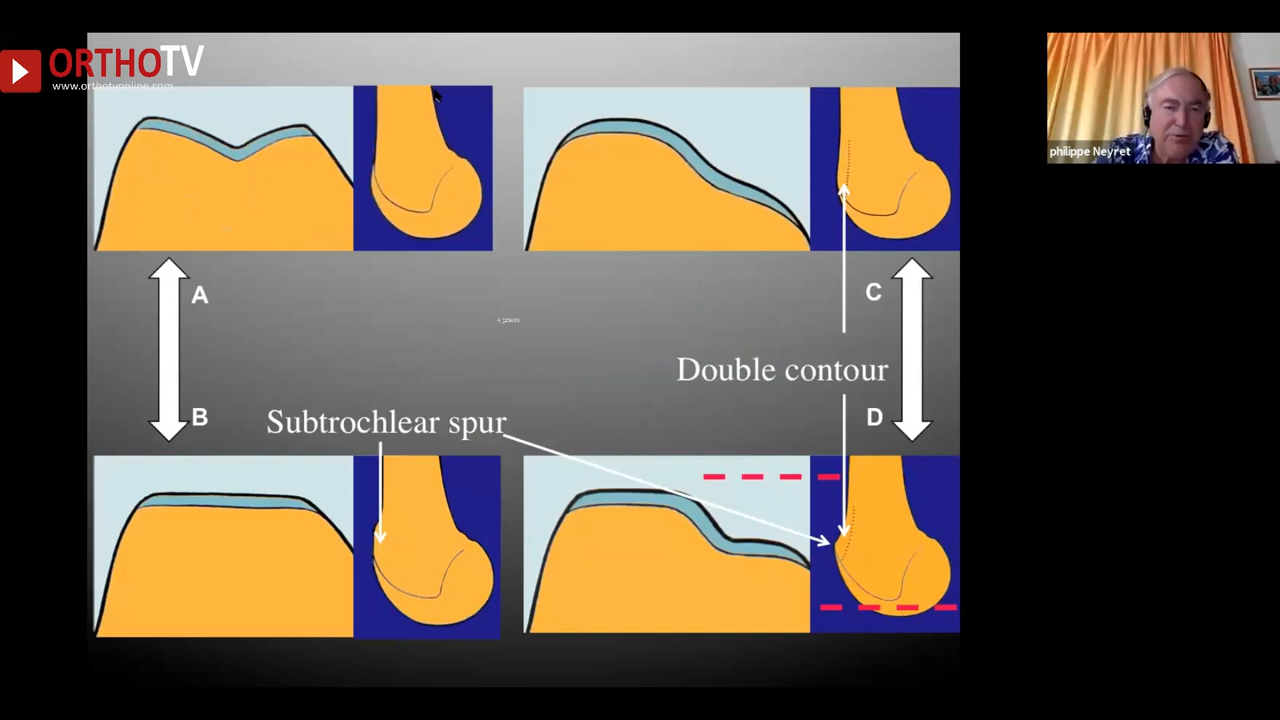 ORTHOTV
www.orthotvonline.com
philippe Neyret
A
C
Double contour
B
D
Subtrochlear spur